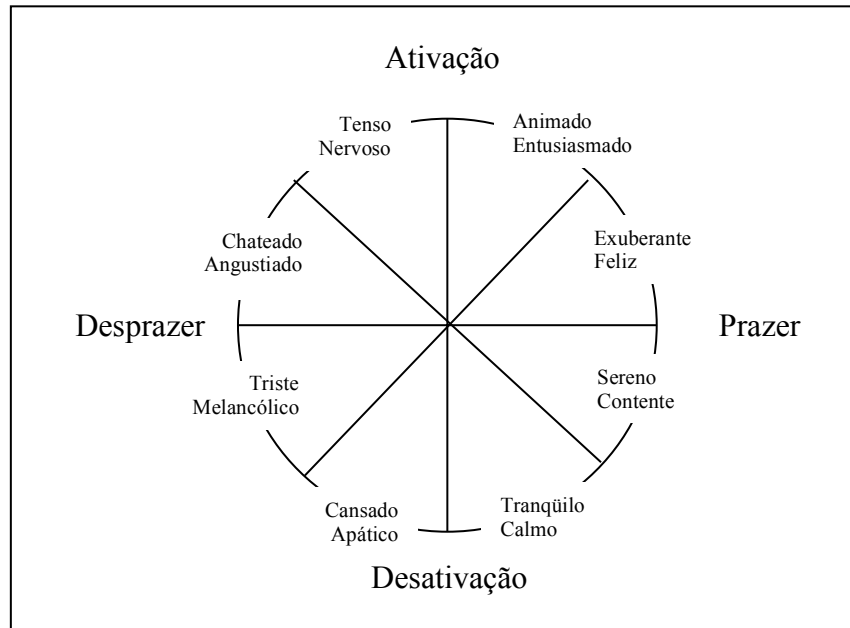 Ativação
Tenso
Nervoso
Animado
Entusiasmado
Chateado
Angustiado
Exuberante
Feliz
Desprazer
Prazer
Triste
Melancólico
Sereno
Contente
Cansado
Apático
Tranqüilo
Calmo
Desativação